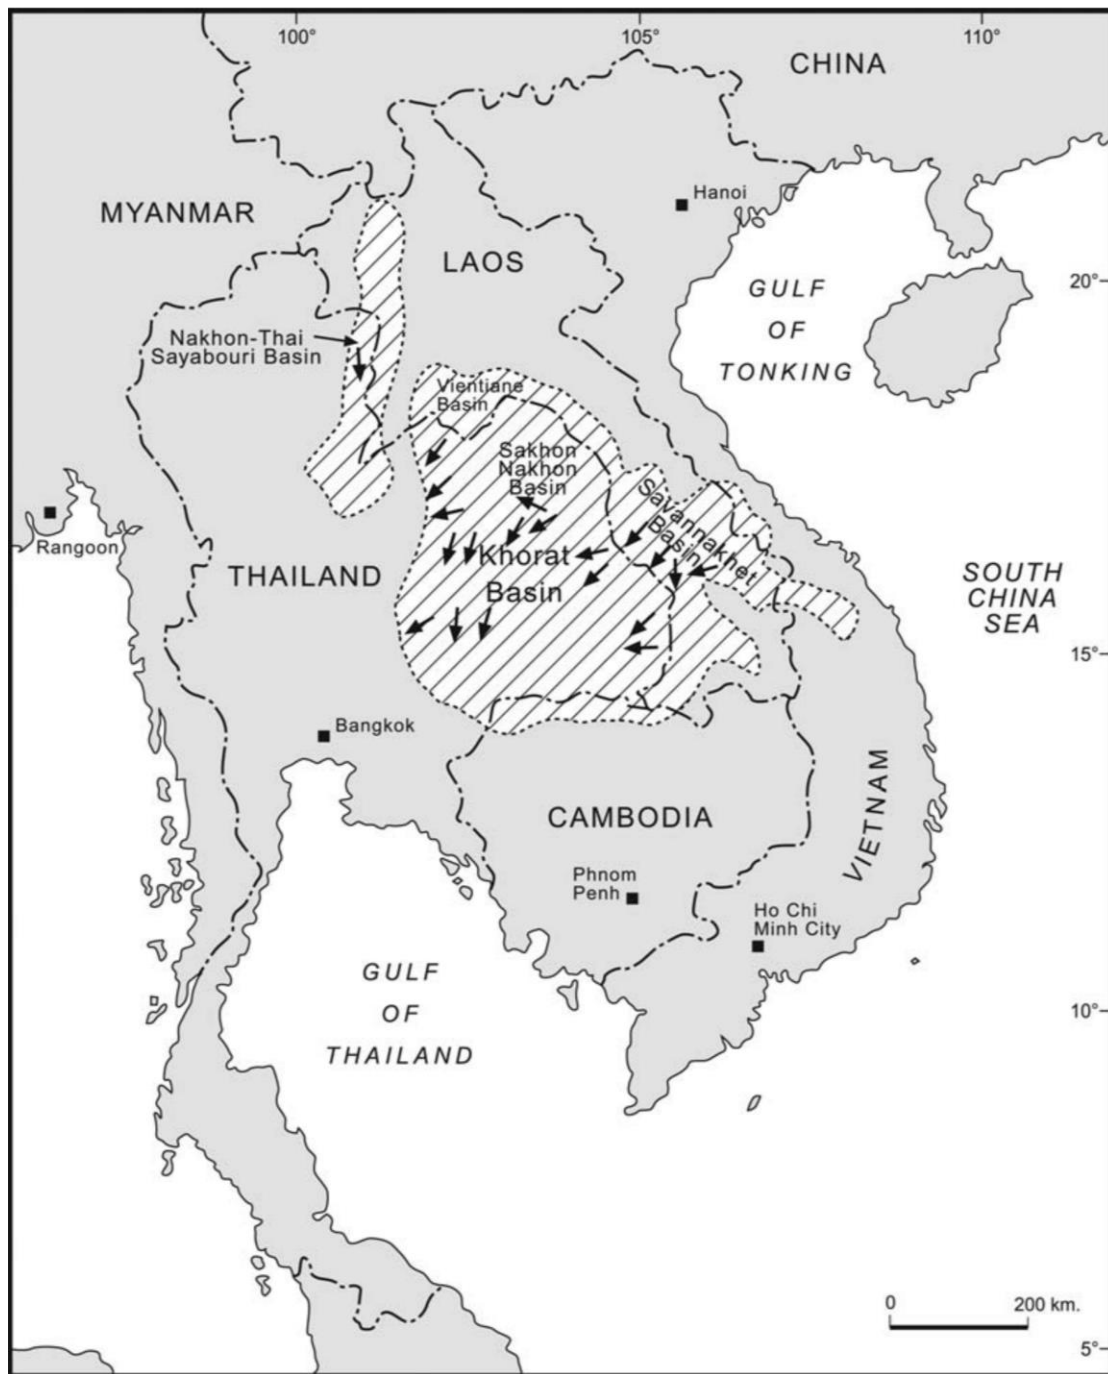 100°
105°
110°
CHINA
Hanoi
MYANMAR
LAOS
20°
GULF
OF
TONKING
Nakhon-Thai
Sayabouri Basin
Vientiane
Basin
Sakhon
Nakhon
Basin
Savannakhet
Basin
Rangoon
Khorat
Basin
THAILAND
SOUTH
CHINA
SEA
15°
Bangkok
CAMBODIA
VIETNAM
Phnom
Penh
Ho Chi
Minh City
GULF
OF
THAILAND
10°
0
200 km.
5°